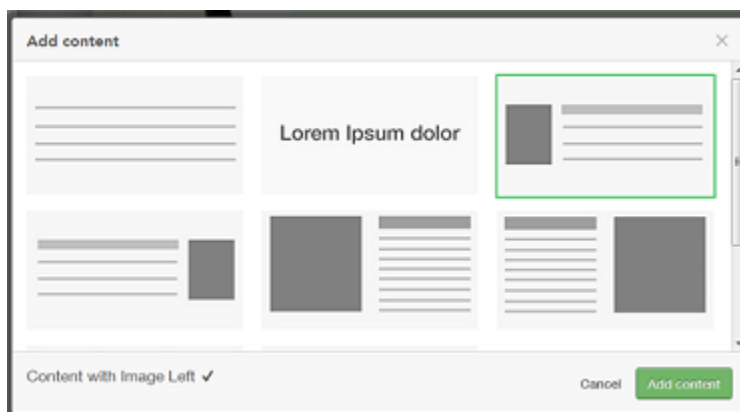 Add content
Lorem Ipsum dolor
Content with Image Left ✓
Cancel
Add content